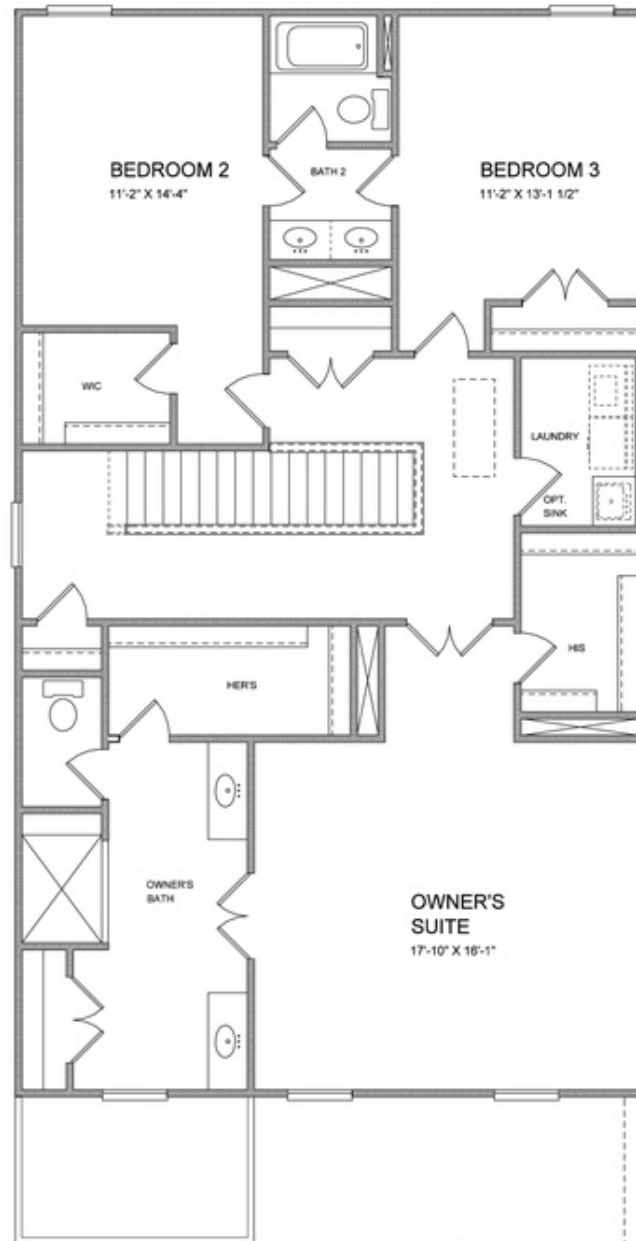 BEDROOM 2
11'-2" X 14'-4"
BATH 2
BEDROOM 3
11'-2" X 13'-1 1/2"
WIC
LAUNDRY
OPT.
SINK
HIS
HER'S
OWNER'S
BATH
OWNER'S
SUITE
17'-10" X 16'-1"